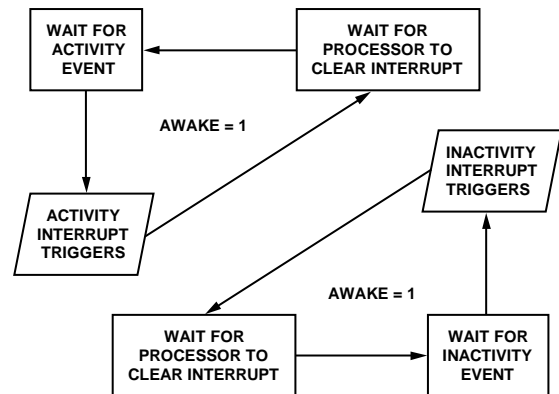 WAIT FOR
ACTIVITY
EVENT
WAIT FOR
PROCESSOR TO
CLEAR INTERRUPT
AWAKE = 1
INACTIVITY
INTERRUPT
TRIGGERS
ACTIVITY
INTERRUPT
TRIGGERS
AWAKE = 1
WAIT FOR
PROCESSOR TO
CLEAR INTERRUPT
WAIT FOR
INACTIVITY
EVENT